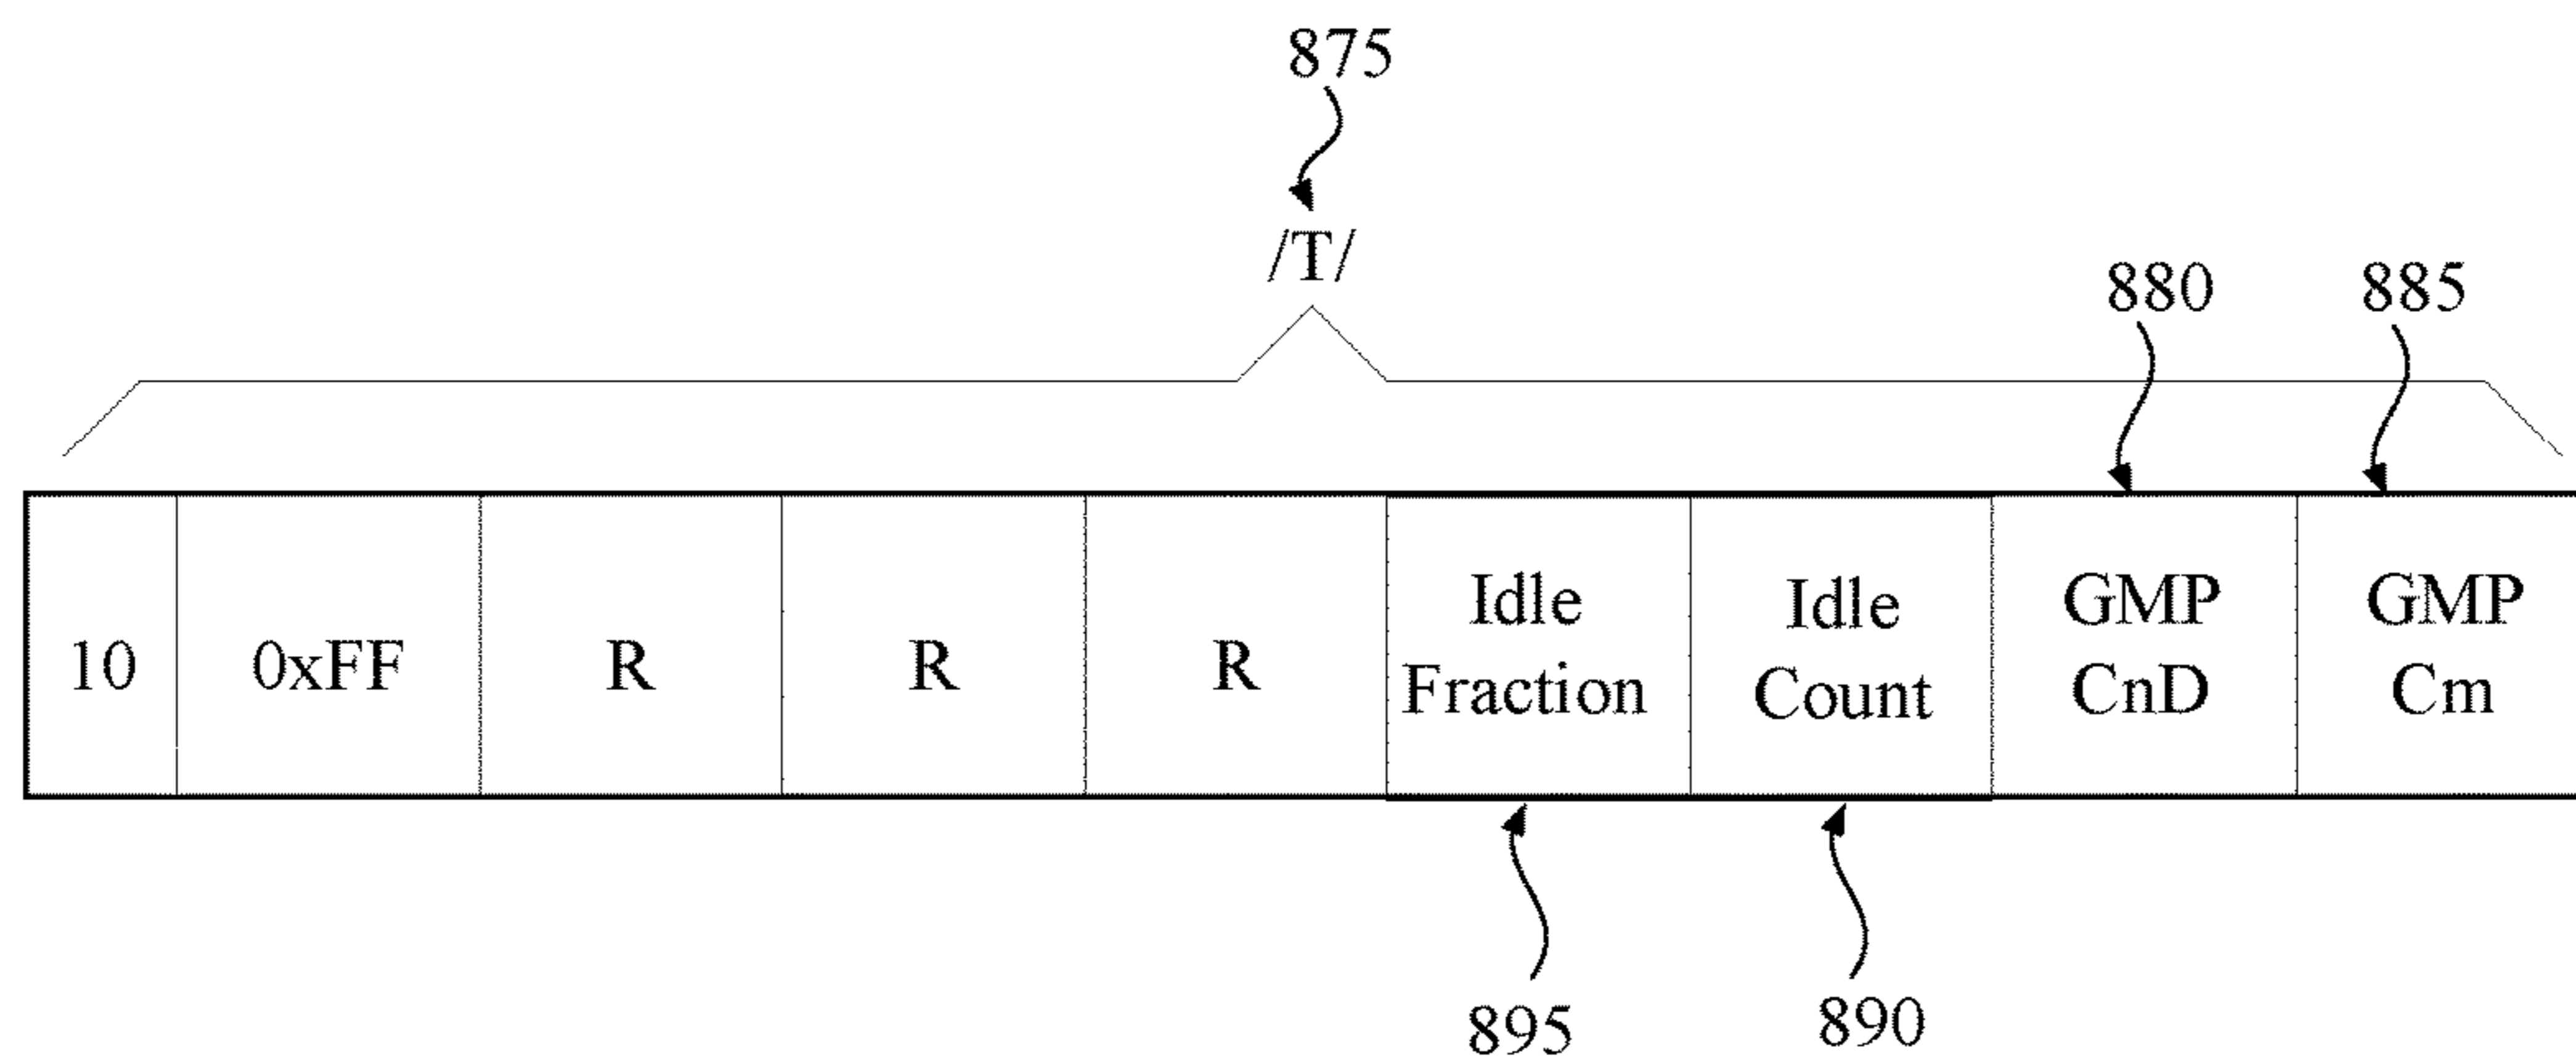 875
/T/
880 885
10 0xFF R R R Idle Fraction Idle Count GMP CnD GMP Cm
895 890